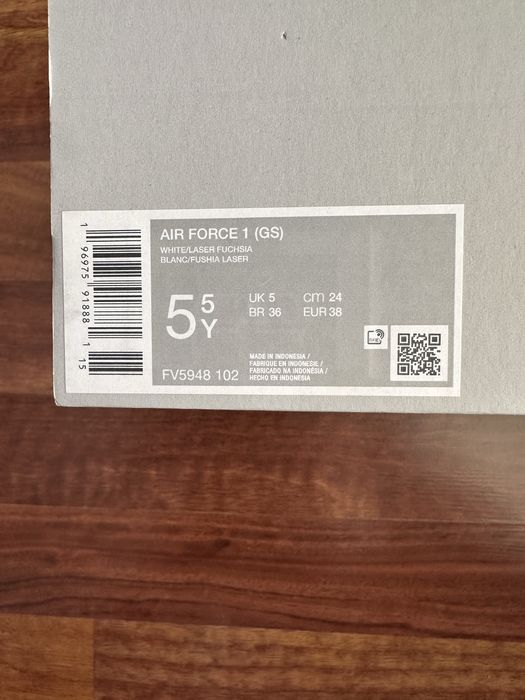 AIR FORCE 1 (GS)
WHITE/LASER FUCHSIA
BLANC/FUSHIA LASER
5 5Y
UK 5 cm 24
BR 36 EUR 38
FV5948 102
MADE IN INDONESIA /
FABRIQUE EN INDONÉSIE /
FABRICADO NA INDONÉSIA /
HECHO EN INDONESIA
1 96975 91888 1 15